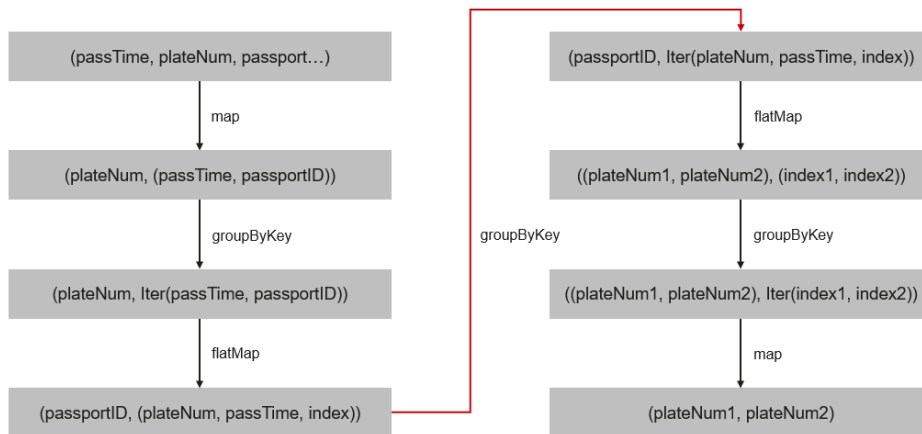 (passTime, plateNum, passport…)
map
(plateNum, (passTime, passportID))
groupByKey
(plateNum, Iter(passTime, passportID))
flatMap
(passportID, (plateNum, passTime, index))
groupByKey
(passportID, Iter(plateNum, passTime, index))
flatMap
((plateNum1, plateNum2), (index1, index2))
groupByKey
((plateNum1, plateNum2), Iter(index1, index2))
map
(plateNum1, plateNum2)